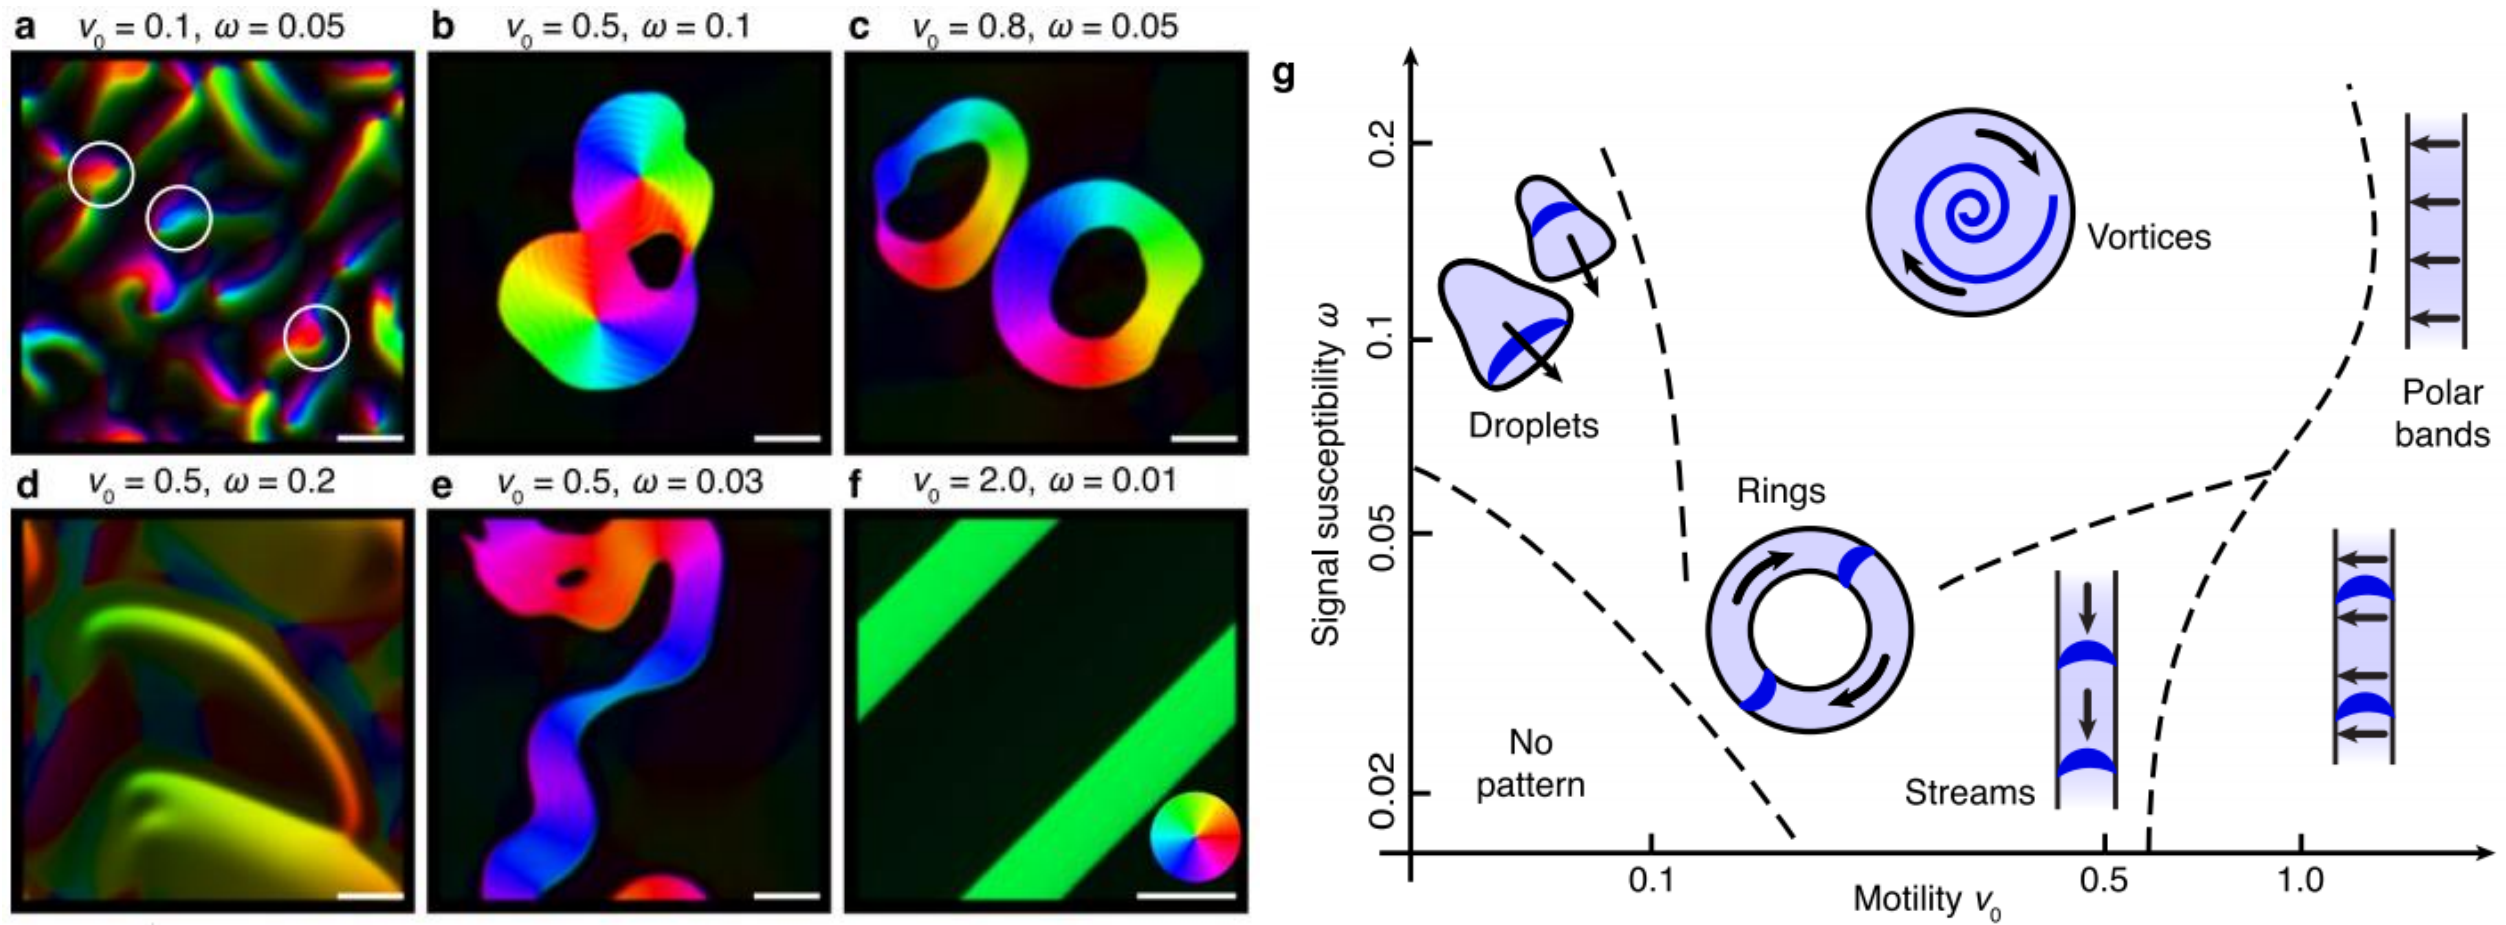 a v₀ = 0.1, ω = 0.05
b v₀ = 0.5, ω = 0.1
c v₀ = 0.8, ω = 0.05
d v₀ = 0.5, ω = 0.2
e v₀ = 0.5, ω = 0.03
f v₀ = 2.0, ω = 0.01
g
Signal susceptibility ω
0.2
0.1
0.05
0.02
Vortices
Polar
bands
Droplets
Rings
No
pattern
Streams
0.1
0.5
1.0
Motility v₀